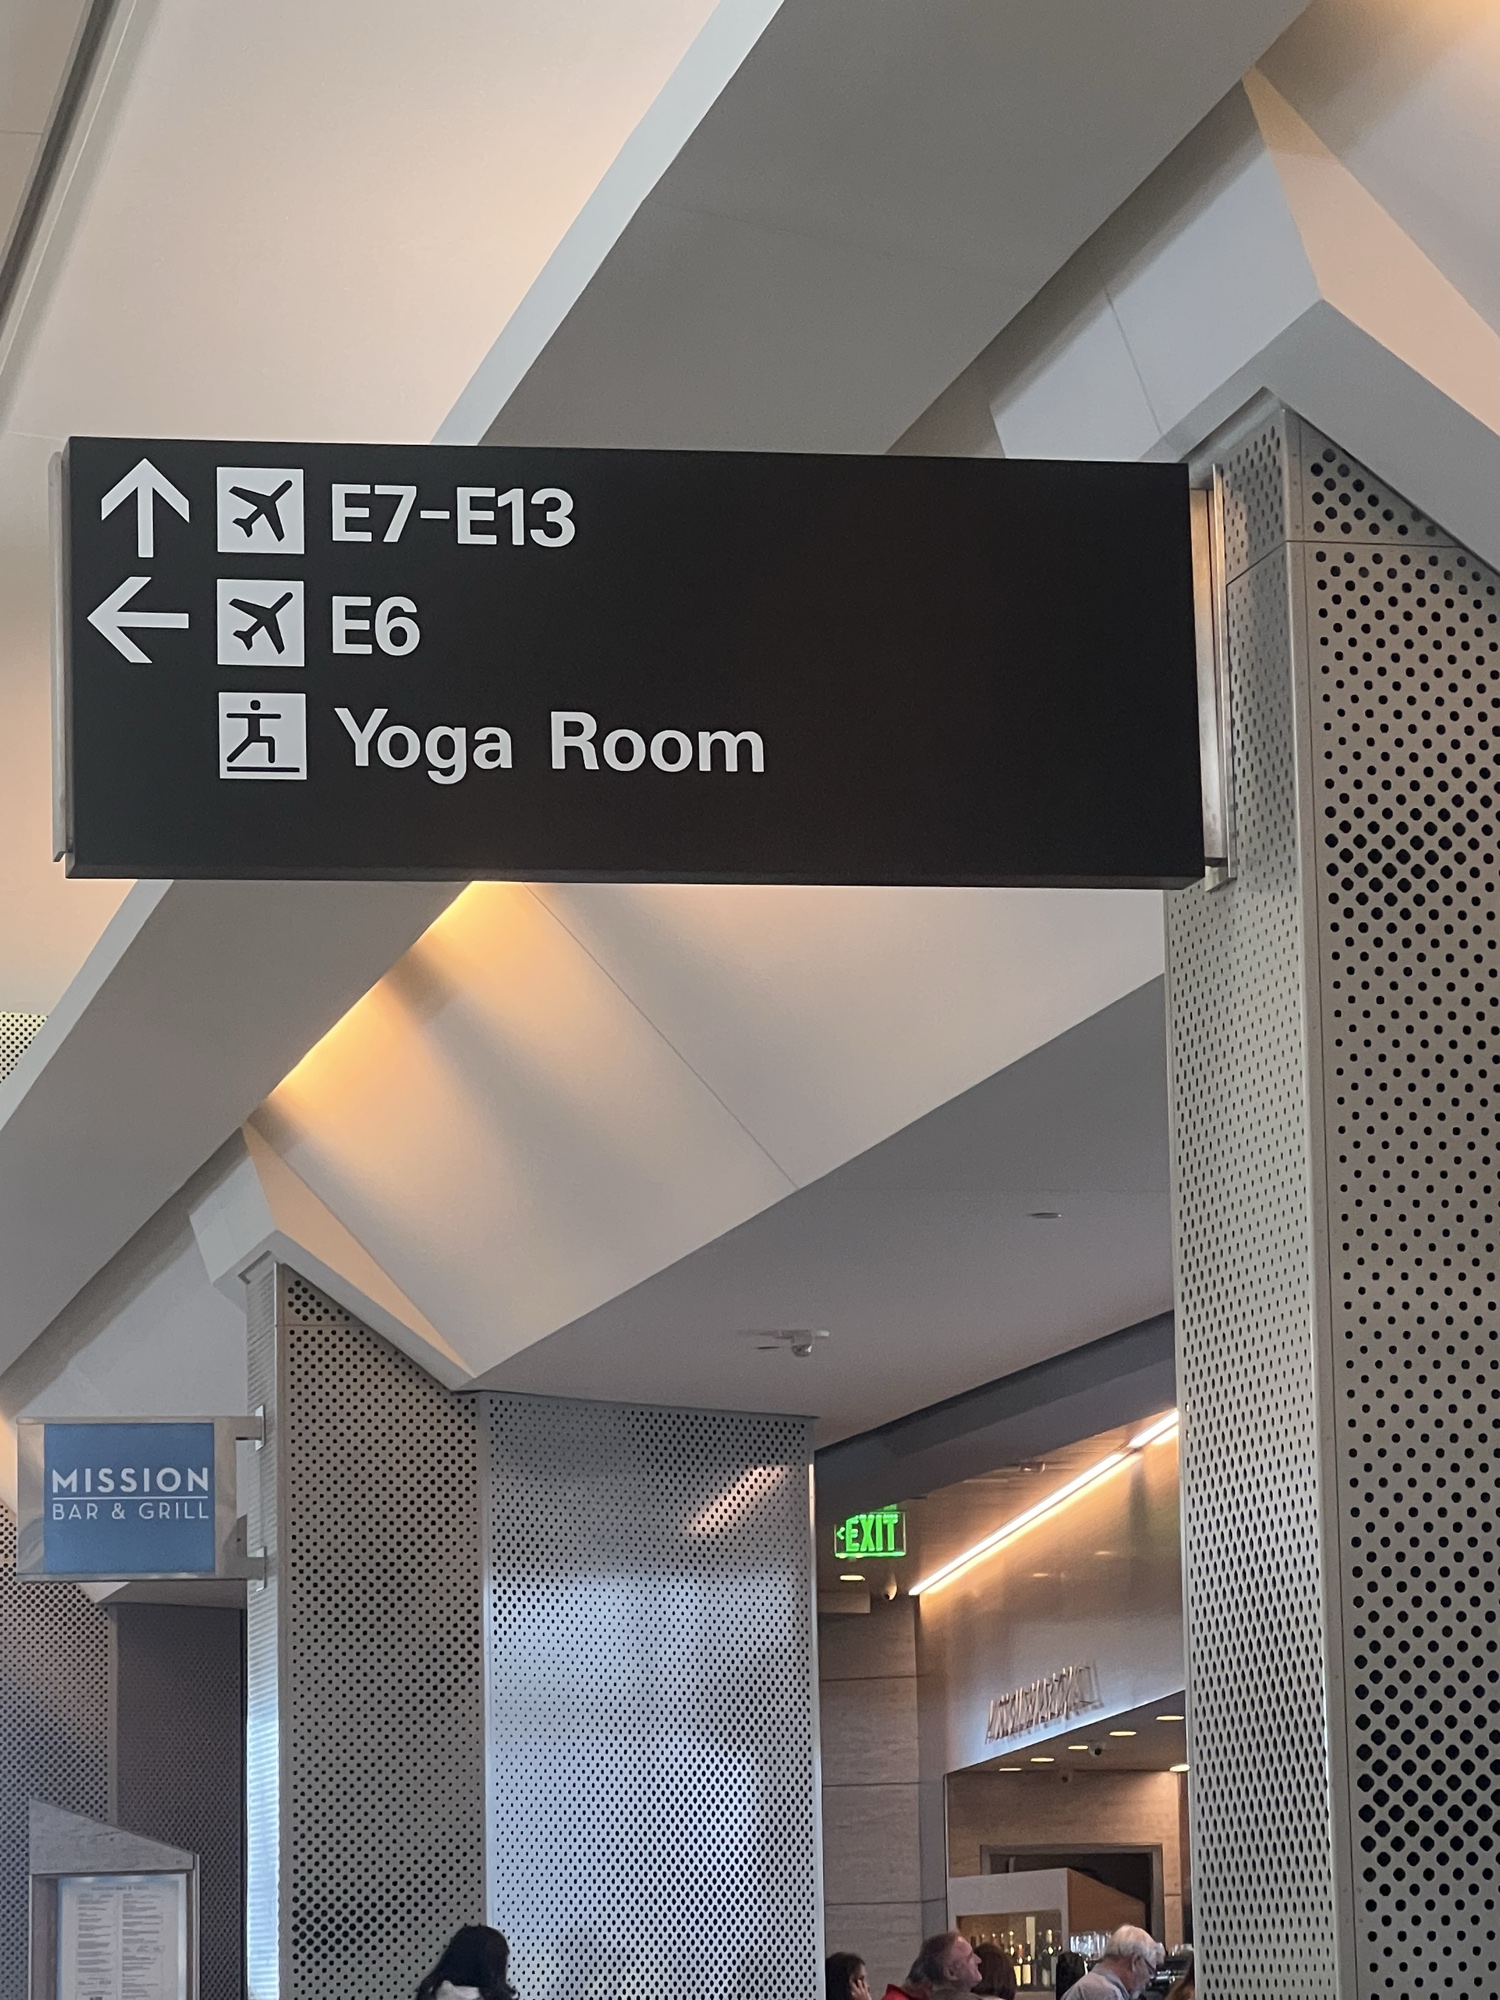 E7-E13
E6
Yoga Room
MISSION
BAR & GRILL
EXIT